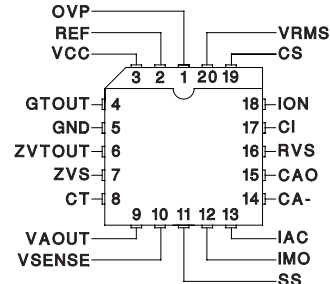 OVP
REF VRMS
VCC CS
3 2 1 20 19
GTOUT 4 18 ION
GND 5 17 CI
ZVTOUT 6 16 RVS
ZVS 7 15 CAO
CT 8 14 CA-
9 10 11 12 13
VAOUT IAC
VSENSE IMO
SS